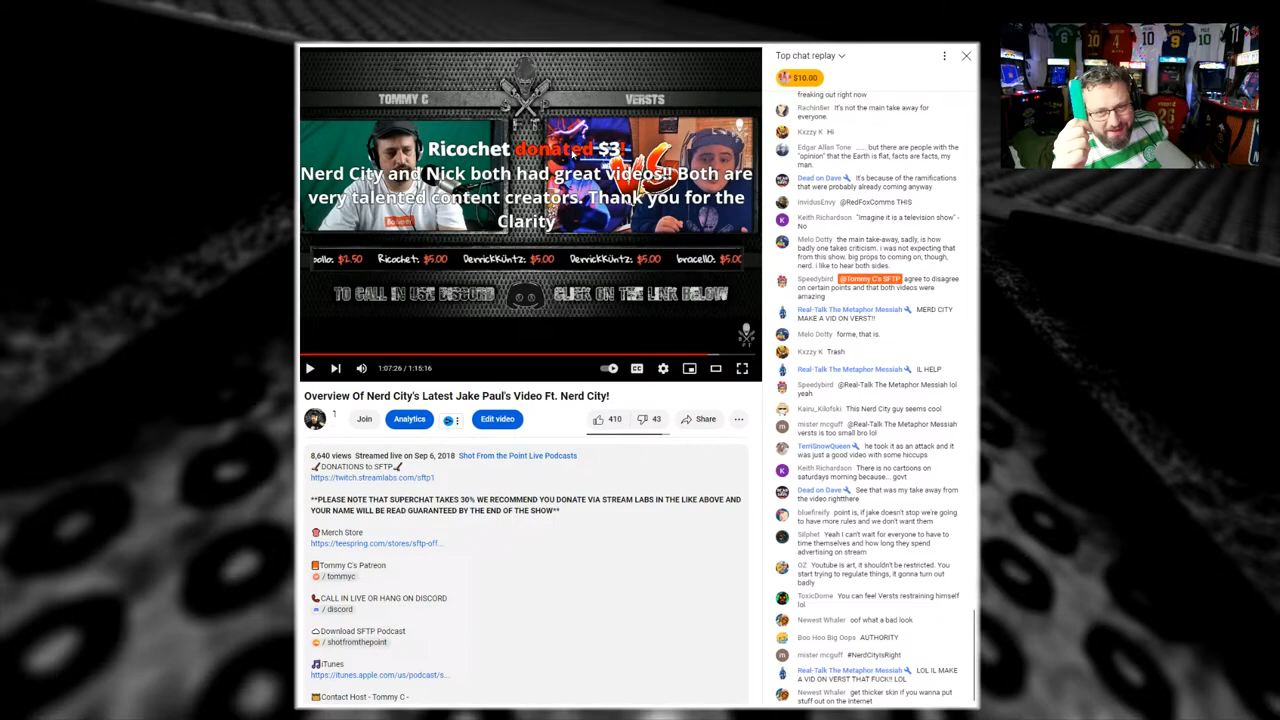 TOMMY C
VERSTS
Ricochet donated $3!
Nerd City and Nick both had great videos!! Both are
very talented content creators. Thank you for the
Clarity
$2.50 Ricochet: $5.00 DerrickKüntz: $5.00 DerrickKüntz: $5.00 bracello:
TO CALL IN USE DISCORD CLICK ON THE LINK BELOW
1:07:26 / 1:15:16
Overview Of Nerd City's Latest Jake Paul's Video Ft. Nerd City!
Join
Analytics
Edit video
410
43
Share
8,640 views Streamed live on Sep 6, 2018 Shot From the Point Live Podcasts
DONATIONS to SFTP
https://twitch.streamlabs.com/sftp1
**PLEASE NOTE THAT SUPERCHAT TAKES 30% WE RECOMMEND YOU DONATE VIA STREAM LABS IN THE LIKE ABOVE AND
YOUR NAME WILL BE READ GUARANTEED BY THE END OF THE SHOW**
Merch Store
https://teespring.com/stores/sftp-off...
Tommy C's Patreon
/ tommyc
CALL IN LIVE OR HANG ON DISCORD
/ discord
Download SFTP Podcast
/ shotfromthepoint
iTunes
https://itunes.apple.com/us/podcast/s...
Contact Host - Tommy C -
Top chat replay
$10.00
freaking out right now
Rachin8er It's not the main take away for
everyone.
Kxzzy K Hi
Edgar Allan Tone ...... but there are people with the
"opinion" that the Earth is flat, facts are facts, my
man.
Dead on Dave It's because of the ramifications
that were probably already coming anyway
InvidusEnvy @RedFoxComms THIS
Keith Richardson "Imagine it is a television show" -
No
Melo Dotty the main take-away, sadly, is how
badly one takes criticism. i was not expecting that
from this show. big props to coming on, though,
nerd. i like to hear both sides.
Speedybird @Tommy C's SFTP agree to disagree
on certain points and that both videos were
amazing
Real-Talk The Metaphor Messiah MERD CITY
MAKE A VID ON VERST!!
Melo Dotty forme, that is.
Kxzzy K Trash
Real-Talk The Metaphor Messiah IL HELP
Speedybird @Real-Talk The Metaphor Messiah lol
yeah
Kairu_Kilofski This Nerd City guy seems cool
mister mcguff @Real-Talk The Metaphor Messiah
versts is too small bro lol
TerriSnowQueen he took it as an attack and it
was just a good video with some hiccups
Keith Richardson There is no cartoons on
saturdays morning because... govt
Dead on Dave See that was my take away from
the video rightthere
bluefireify point is, if jake doesn't stop we're going
to have more rules and we don't want them
Silphet Yeah I can't wait for everyone to have to
time themselves and how long they spend
advertising on stream
OZ Youtube is art, it shouldn't be restricted. You
start trying to regulate things, it gonna turn out
badly
ToxicDome You can feel Versts restraining himself
lol
Newest Whaler oof what a bad look
Boo Hoo Big Oops AUTHORITY
mister mcguff #NerdCityIsRight
Real-Talk The Metaphor Messiah LOL IL MAKE
A VID ON VERST THAT FUCK!! LOL
Newest Whaler get thicker skin if you wanna put
stuff out on the Internet